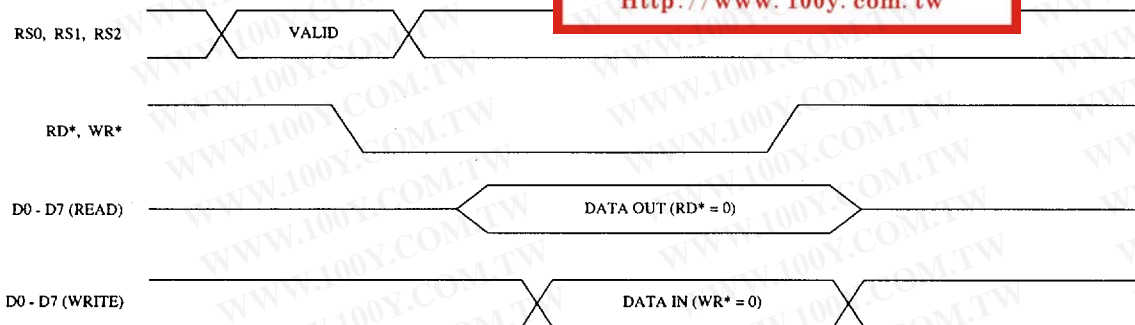 Http://www.100y.com.tw
RS0, RS1, RS2
VALID
RD*, WR*
D0 - D7 (READ)
DATA OUT (RD* = 0)
D0 - D7 (WRITE)
DATA IN (WR* = 0)
WWW.100Y.COM.TW